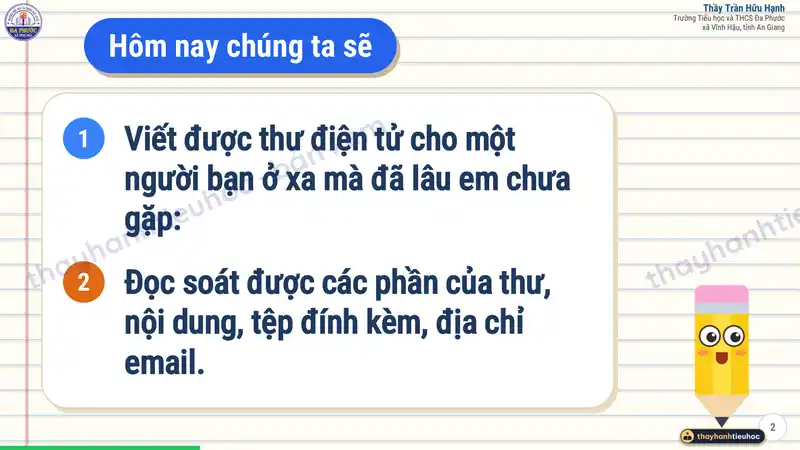 Thầy Trần Hữu Hạnh
Trường Tiểu học và THCS Đa Phước
xã Vĩnh Hậu, tỉnh An Giang
ĐA PHƯỚC
Hôm nay chúng ta sẽ
1 Viết được thư điện tử cho một
người bạn ở xa mà đã lâu em chưa
gặp:
2 Đọc soát được các phần của thư,
nội dung, tệp đính kèm, địa chỉ
email.
thayhanhtieuhoc
2